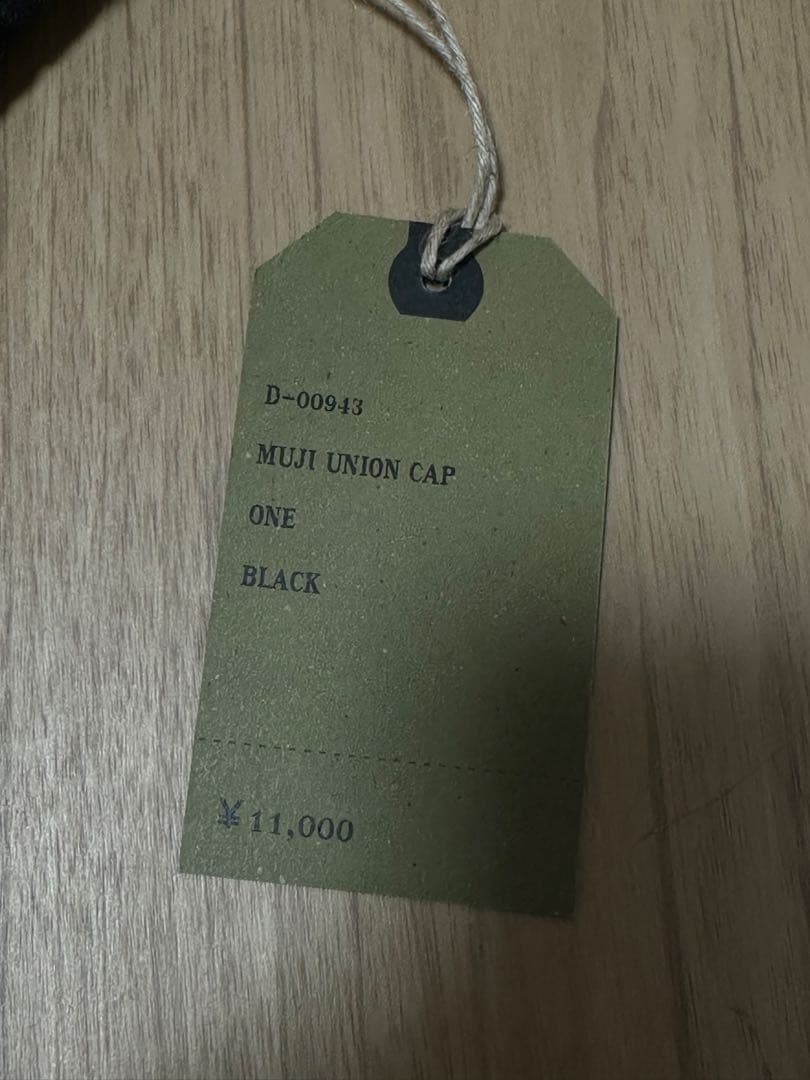 D-00943
MUJI UNION CAP
ONE
BLACK
¥11,000